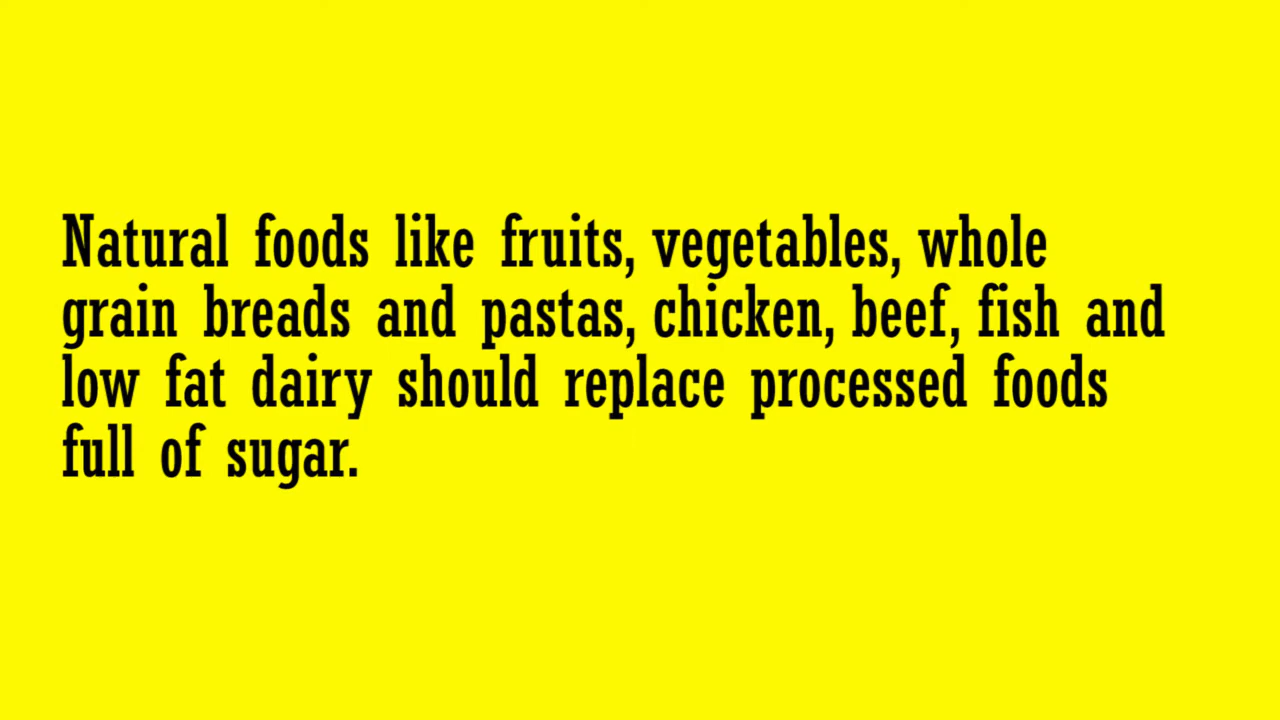 Natural foods like fruits, vegetables, whole
grain breads and pastas, chicken, beef, fish and
low fat dairy should replace processed foods
full of sugar.